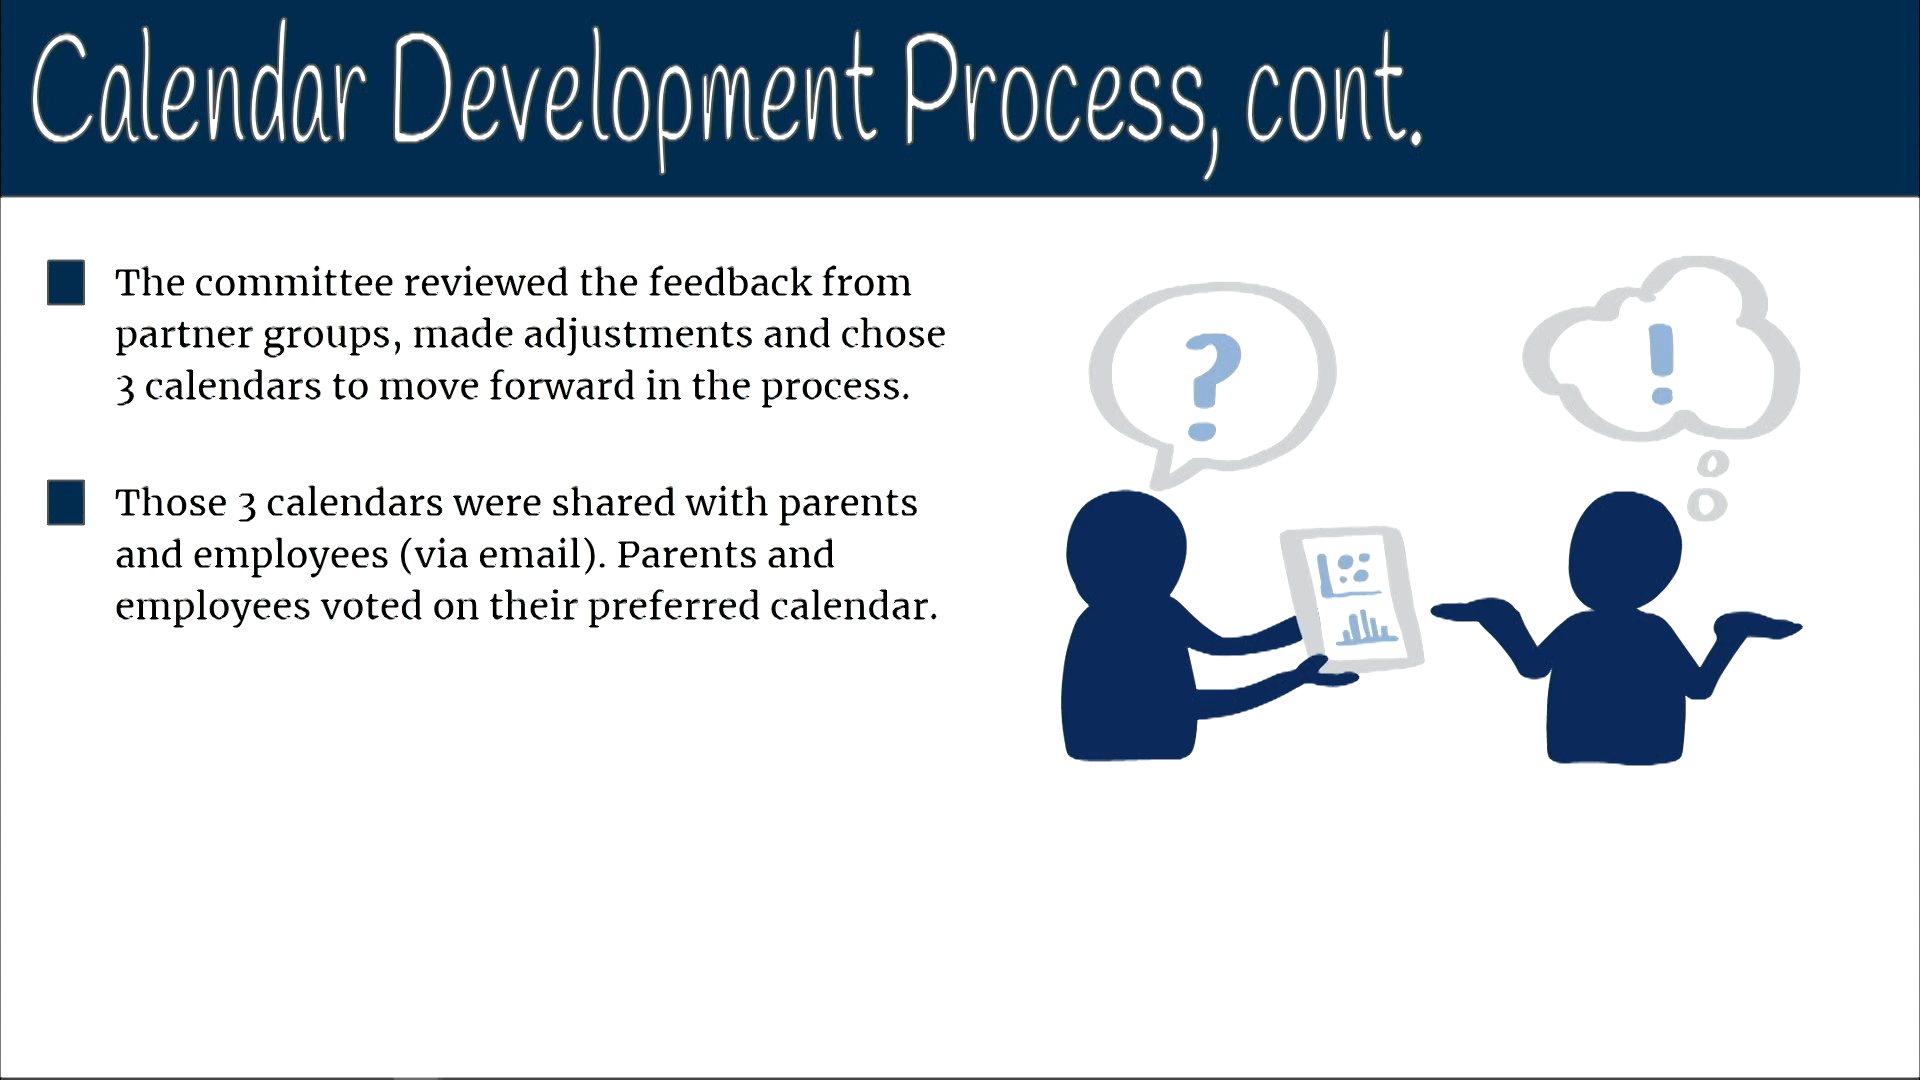 Calendar Development Process, cont.
The committee reviewed the feedback from
partner groups, made adjustments and chose
3 calendars to move forward in the process.
Those 3 calendars were shared with parents
and employees (via email). Parents and
employees voted on their preferred calendar.
?
!